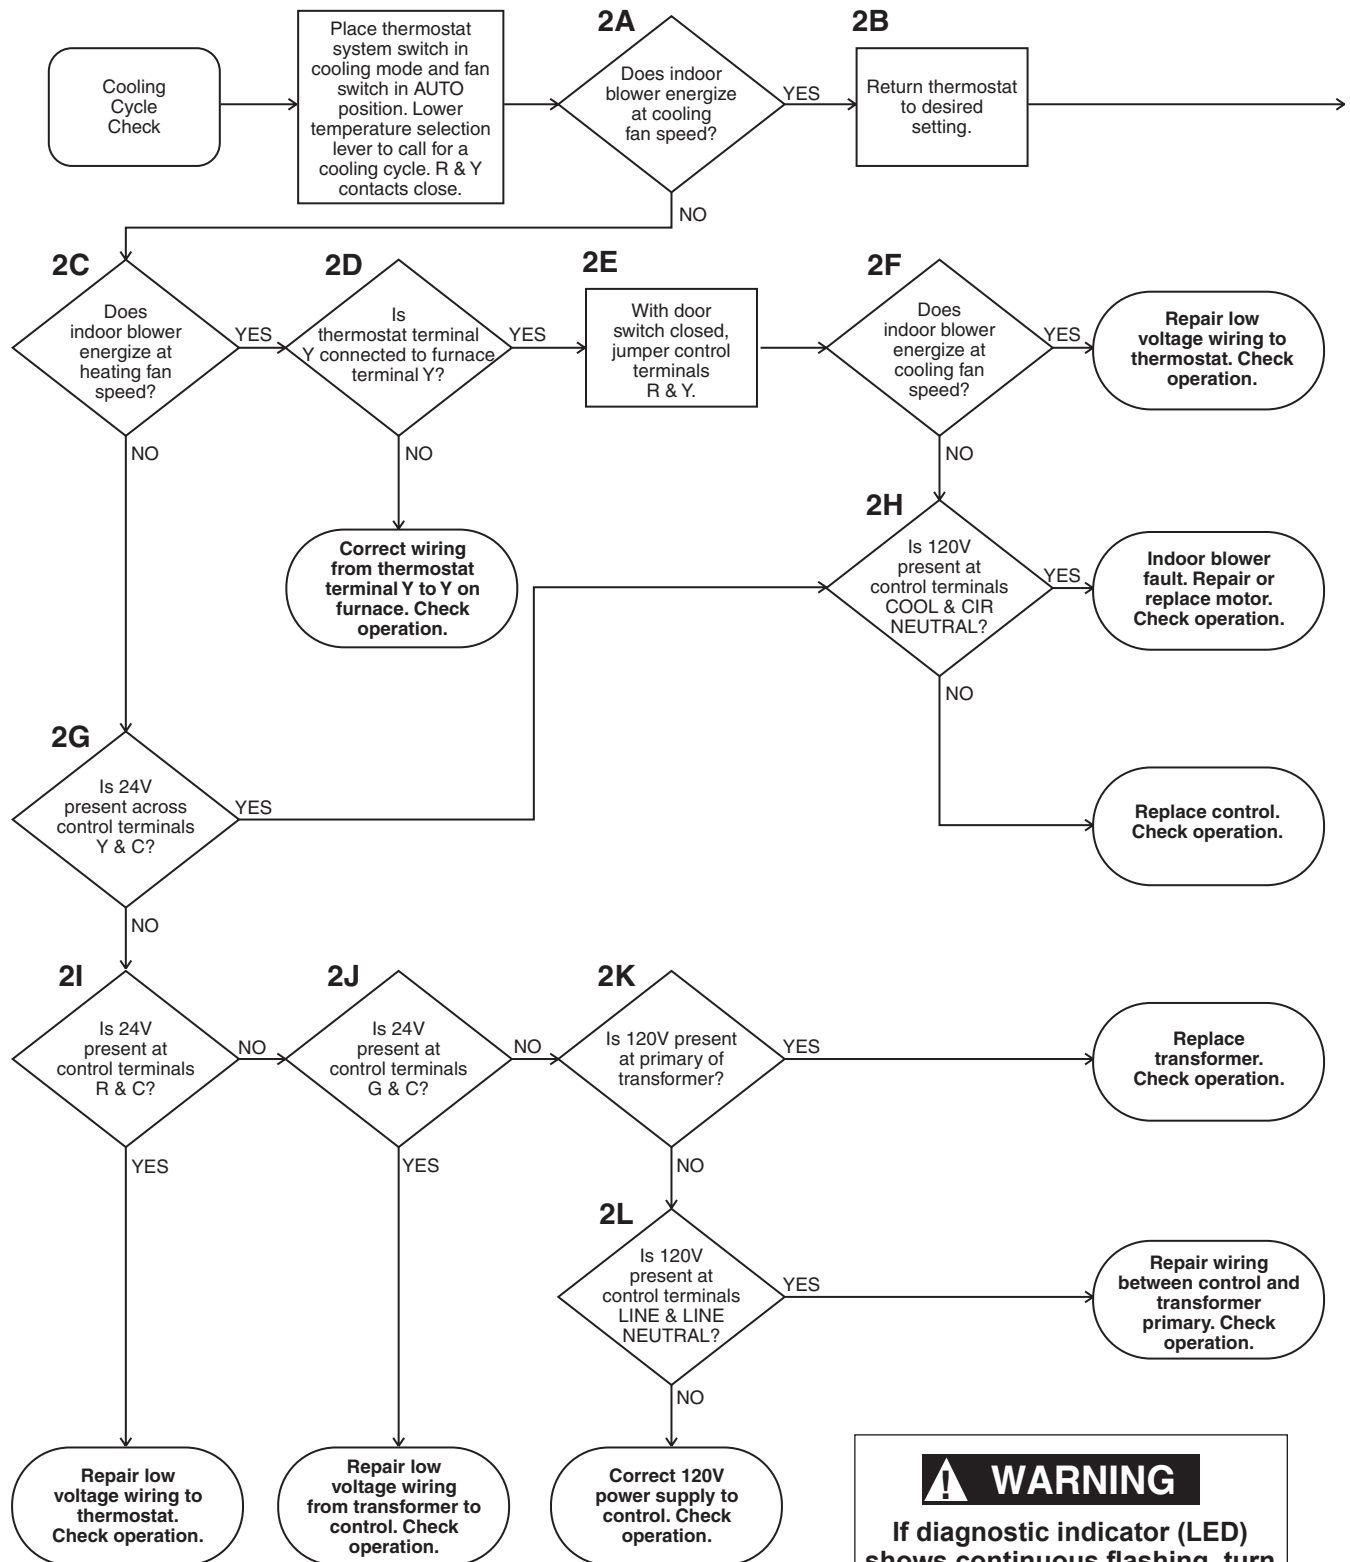 Cooling
Cycle
Check
Place thermostat
system switch in
cooling mode and fan
switch in AUTO
position. Lower
temperature selection
lever to call for a
cooling cycle. R & Y
contacts close.
2A
Does indoor
blower energize
at cooling
fan speed?
YES
NO
2B
Return thermostat
to desired
setting.
2C
Does
indoor blower
energize at
heating fan
speed?
YES
NO
2D
Is
thermostat terminal
Y connected to furnace
terminal Y?
YES
NO
2E
With door
switch closed,
jumper control
terminals
R & Y.
2F
Does
indoor blower
energize at
cooling fan
speed?
YES
NO
Repair low
voltage wiring to
thermostat. Check
operation.
Correct wiring
from thermostat
terminal Y to Y on
furnace. Check
operation.
2H
Is 120V
present at
control terminals
COOL & CIR
NEUTRAL?
YES
NO
Indoor blower
fault. Repair or
replace motor.
Check operation.
2G
Is 24V
present across
control terminals
Y & C?
YES
NO
Replace control.
Check operation.
2I
Is 24V
present at
control terminals
R & C?
NO
YES
2J
Is 24V
present at
control terminals
G & C?
NO
YES
2K
Is 120V present
at primary of
transformer?
YES
NO
Replace
transformer.
Check operation.
2L
Is 120V
present at
control terminals
LINE & LINE
NEUTRAL?
YES
NO
Repair wiring
between control and
transformer
primary. Check
operation.
Repair low
voltage wiring to
thermostat.
Check operation.
Repair low
voltage wiring
from transformer to
control. Check
operation.
Correct 120V
power supply to
control. Check
operation.
WARNING
If diagnostic indicator (LED)
shows continuous flashing, turn